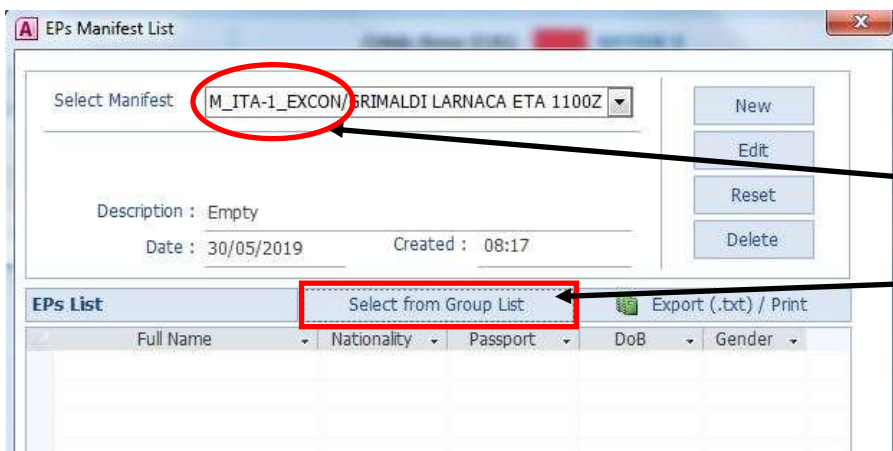 EPs Manifest List
Select Manifest M_ITA-1_EXCON/GRIMALDI LARNACA ETA 1100Z
New
Edit
Reset
Description : Empty
Delete
Date : 30/05/2019 Created : 08:17
EPs List Select from Group List Export (.txt) / Print
Full Name Nationality Passport DoB Gender